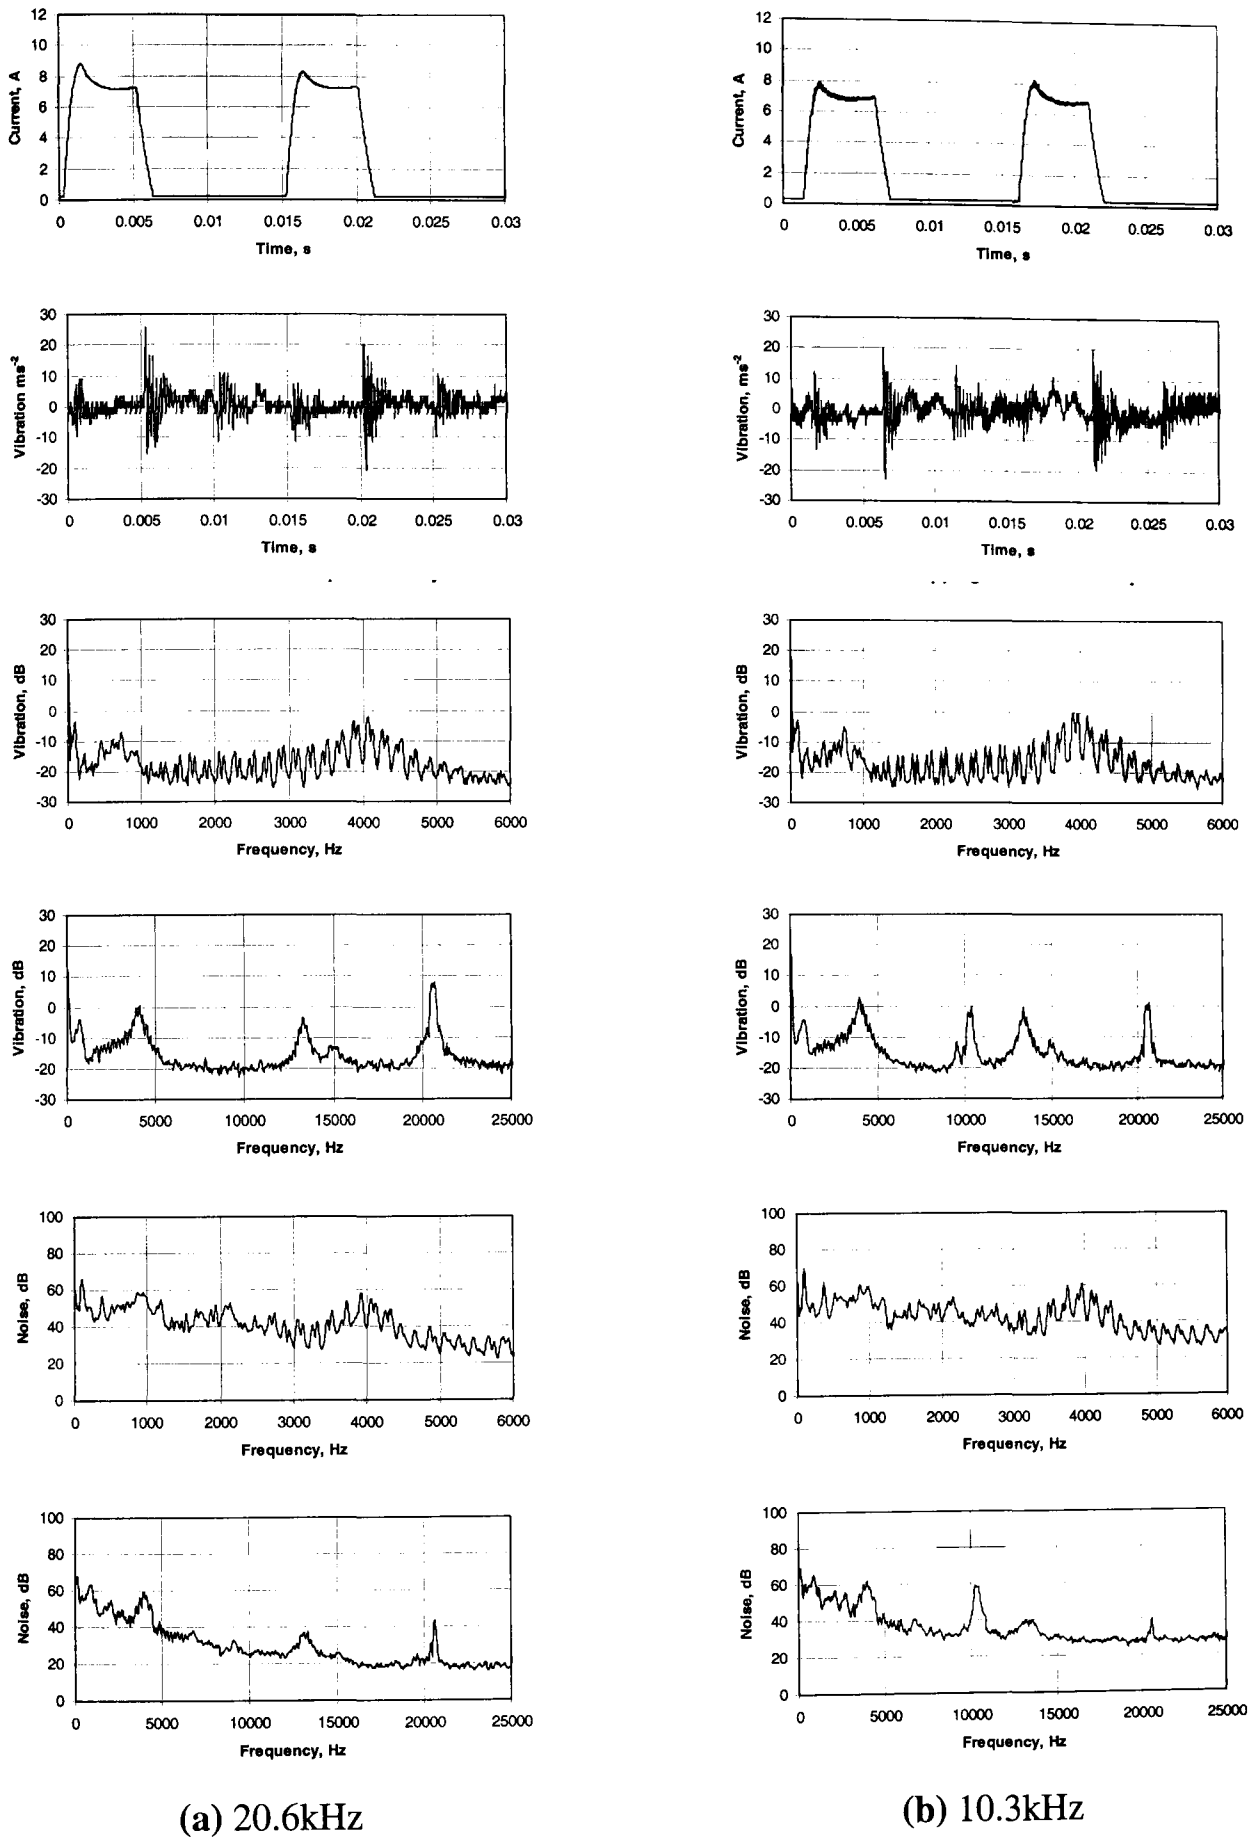 12
10
8
6
4
2
0
Current, A
0 0.005 0.01 0.015 0.02 0.025 0.03
Time, s
30
20
10
0
-10
-20
-30
Vibration ms-2
0 0.005 0.01 0.015 0.02 0.025 0.03
Time, s
30
20
10
0
-10
-20
-30
Vibration, dB
0 1000 2000 3000 4000 5000 6000
Frequency, Hz
30
20
10
0
-10
-20
-30
Vibration, dB
0 5000 10000 15000 20000 25000
Frequency, Hz
100
80
60
40
20
0
Noise, dB
0 1000 2000 3000 4000 5000 6000
Frequency, Hz
100
80
60
40
20
0
Noise, dB
0 5000 10000 15000 20000 25000
Frequency, Hz
(a) 20.6kHz
12
10
8
6
4
2
0
Current, A
0 0.005 0.01 0.015 0.02 0.025 0.03
Time, s
30
20
10
0
-10
-20
-30
Vibration, ms-2
0 0.005 0.01 0.015 0.02 0.025 0.03
Time, s
30
20
10
0
-10
-20
-30
Vibration, dB
0 1000 2000 3000 4000 5000 6000
Frequency, Hz
30
20
10
0
-10
-20
-30
Vibration, dB
0 5000 10000 15000 20000 25000
Frequency, Hz
100
80
60
40
20
0
Noise, dB
0 1000 2000 3000 4000 5000 6000
Frequency, Hz
100
80
60
40
20
0
Noise, dB
0 5000 10000 15000 20000 25000
Frequency, Hz
(b) 10.3kHz